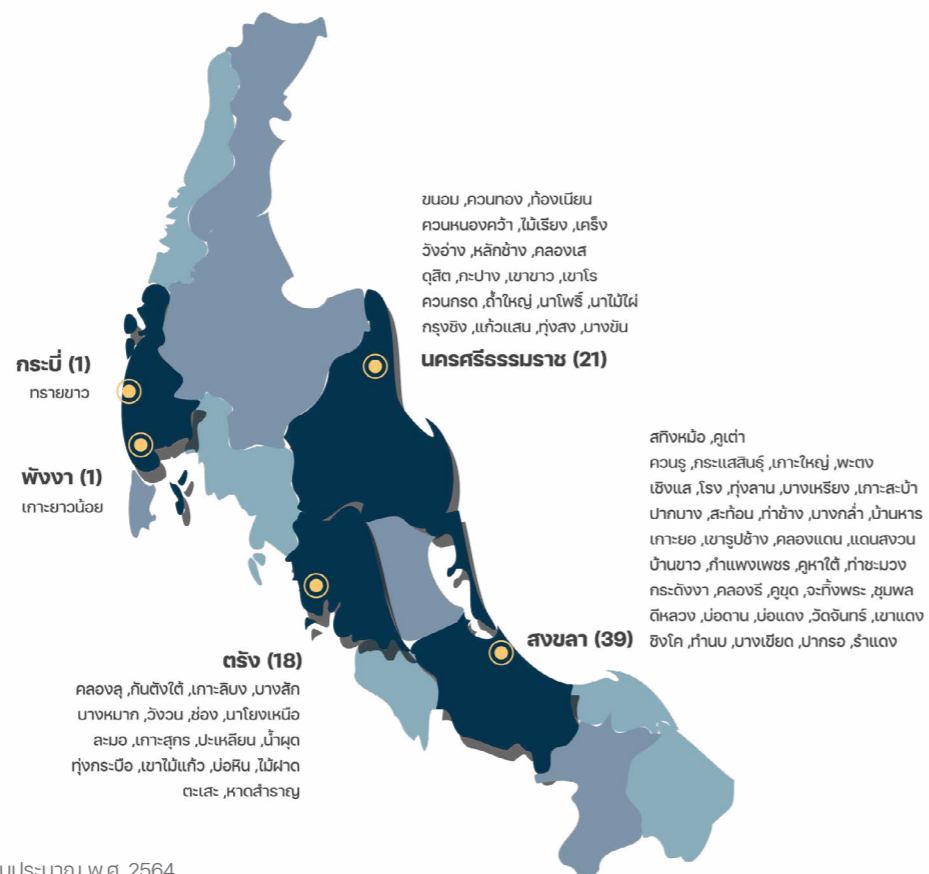 ขนอม ,ควนทอง ,ท้องเนียน
ควนหนองคว้า ,ไม้เรียง ,เคร็ง
วังอ่าง ,หลักช้าง ,คลองเส
ดุสิต ,กะปาง ,เขาขาว ,เขาโร
ควนกรด ,ถ้ำใหญ่ ,นาโพธิ์ ,นาไม้ไผ่
กรุงชิง ,แก้วแสน ,ทุ่งสง ,บางขัน
นครศรีธรรมราช (21)
กระบี่ (1)
ทรายขาว
พังงา (1)
เกาะยาวน้อย
สทิงหม้อ ,คูเต่า
ควนรู ,กระแสสินธุ์ ,เกาะใหญ่ ,พะตง
เชิงแส ,โรง ,ทุ่งลาน ,บางเหรียง ,เกาะสะบ้า
ปากบาง ,สะท้อน ,ท่าช้าง ,บางกล่ำ ,บ้านหาร
เกาะยอ ,เขารูปช้าง ,คลองแดน ,แดนสงวน
บ้านขาว ,กำแพงเพชร ,คูหาใต้ ,ท่าชะมวง
กระดังงา ,คลองรี ,คูขุด ,จะทิ้งพระ ,ชุมพล
ดีหลวง ,บ่อดาน ,บ่อแดง ,วัดจันทร์ ,เขาแดง
ชิงโค ,ทำนบ ,บางเขียด ,ปากรอ ,รำแดง
สงขลา (39)
ตรัง (18)
คลองลุ ,กันตังใต้ ,เกาะลิบง ,บางสัก
บางหมาก ,วังวน ,ช่อง ,นาโยงเหนือ
ละมอ ,เกาะสุกร ,ปะเหลียน ,น้ำผุด
ทุ่งกระบือ ,เขาไม้แก้ว ,บ่อหิน ,ไม้ฝาด
ตะเสะ ,หาดสำราญ
พ.ศ. 2564